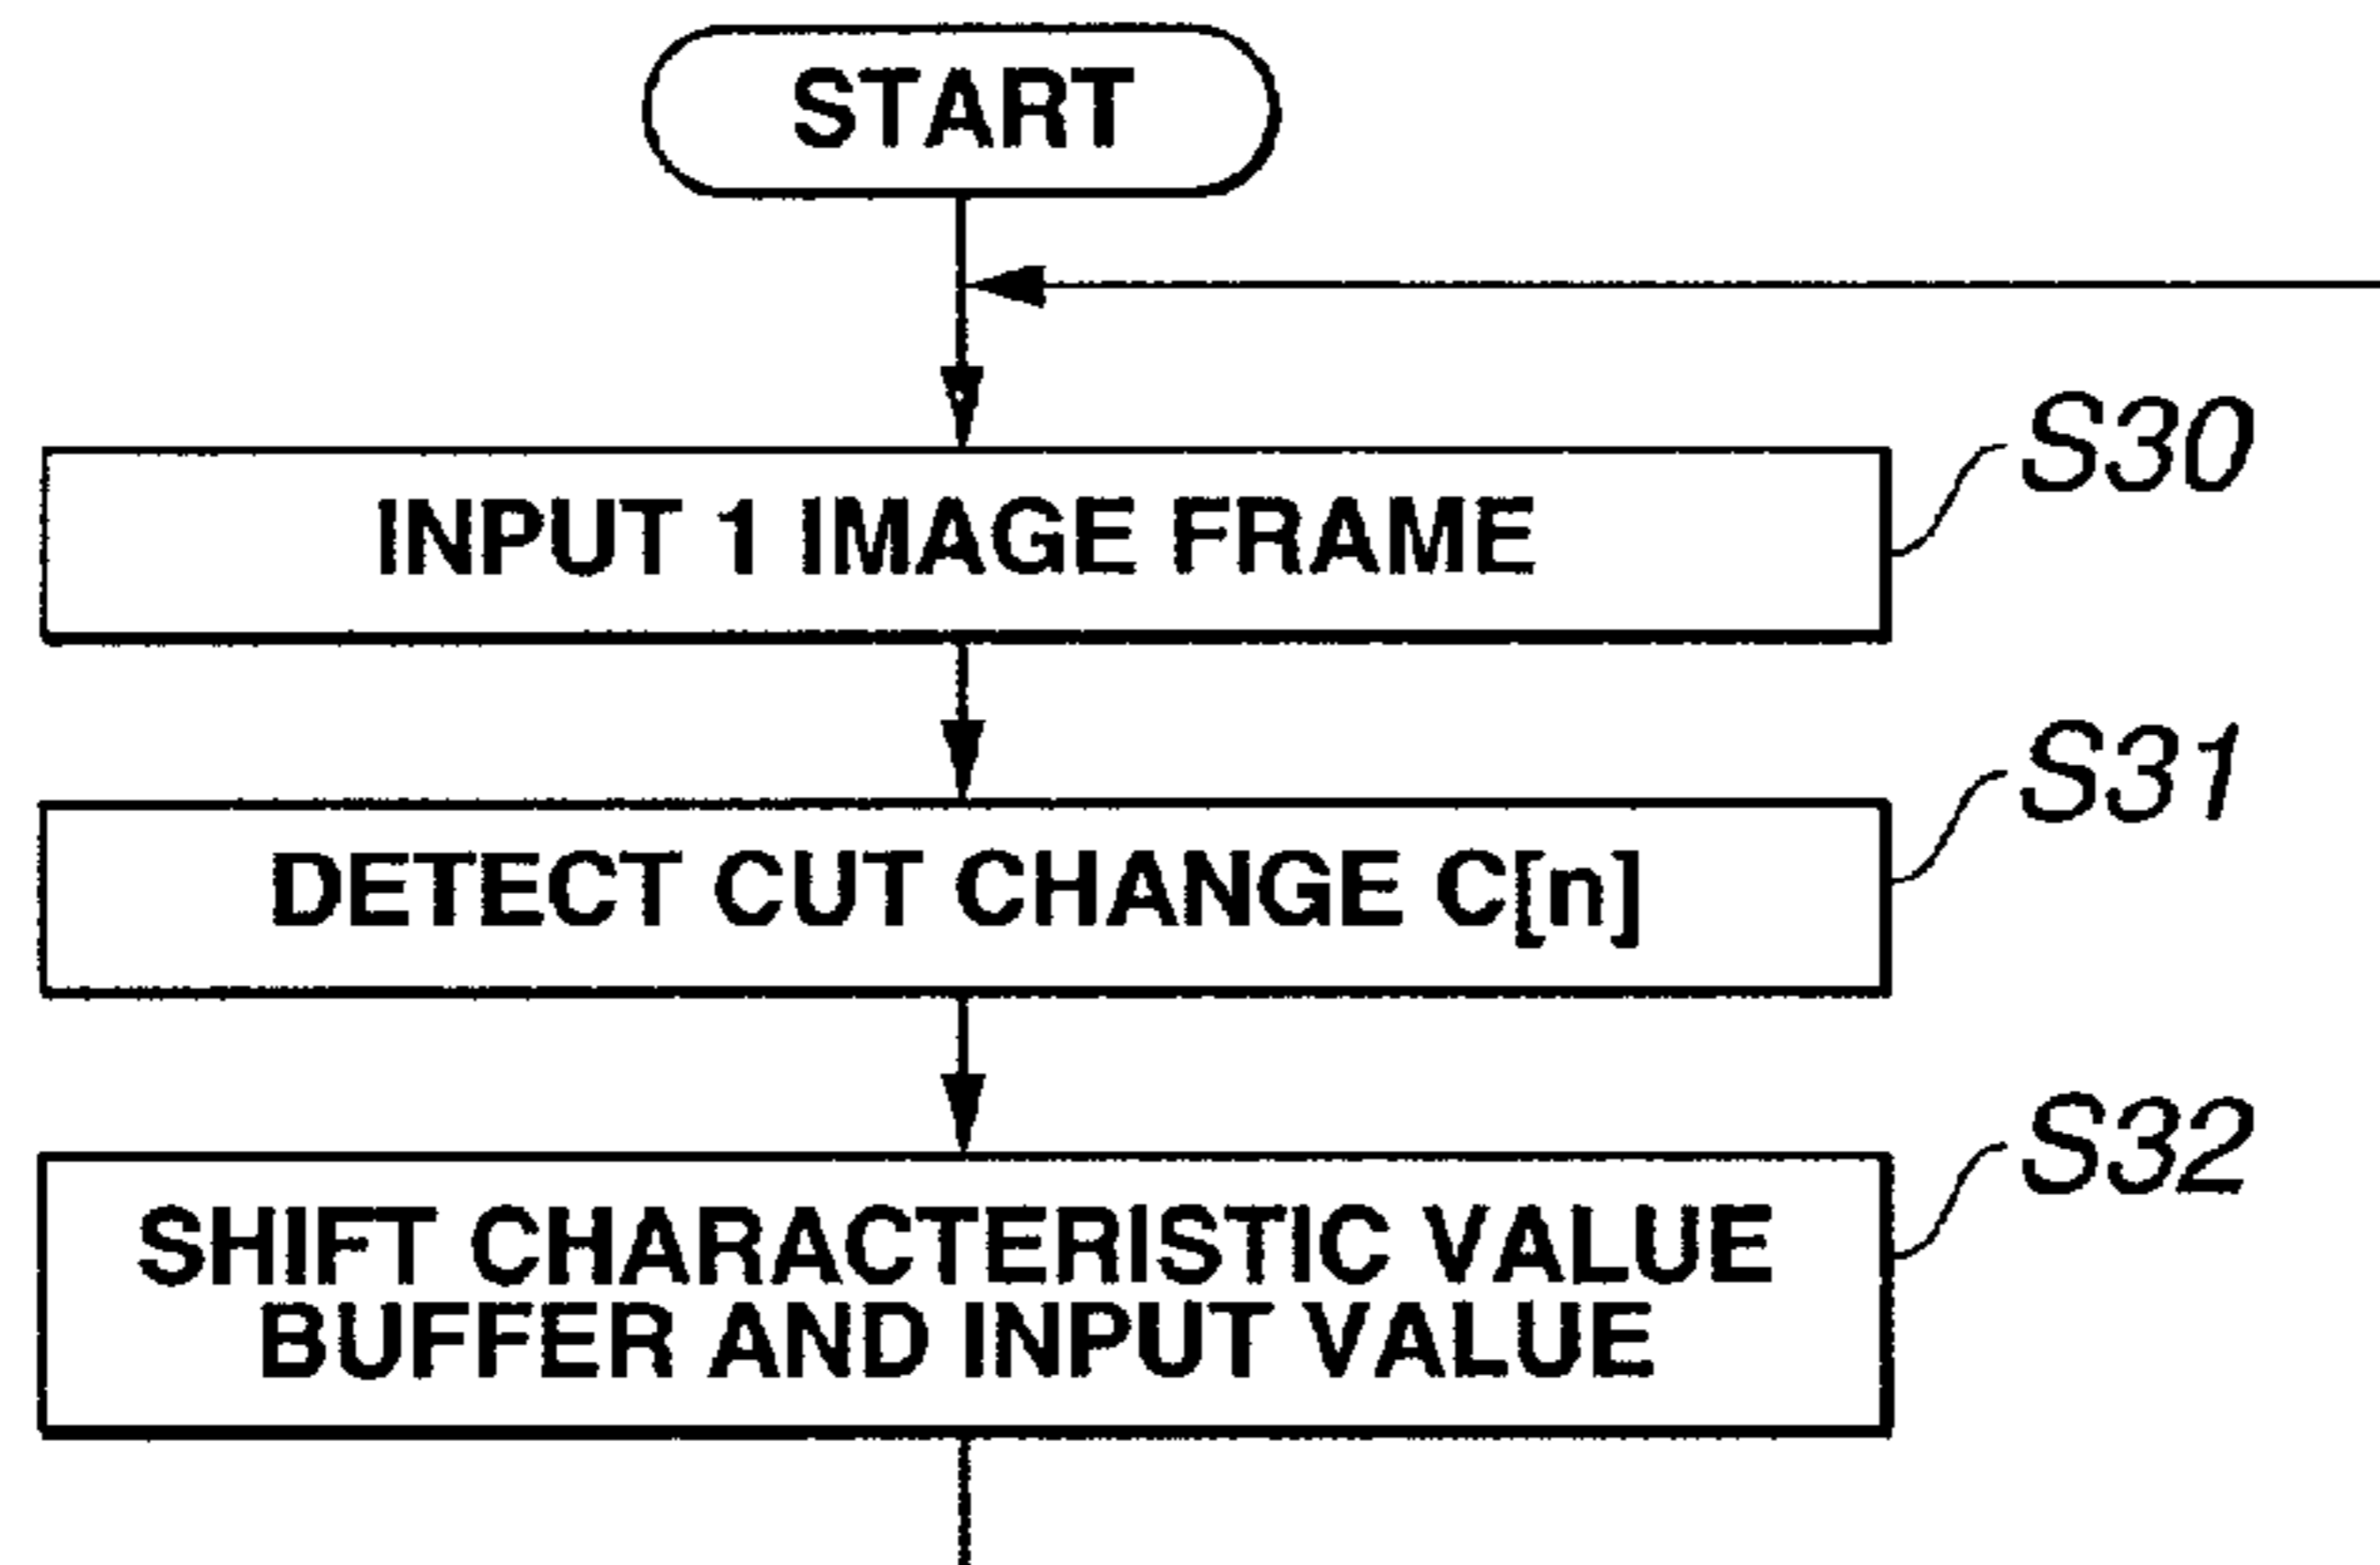 START
INPUT 1 IMAGE FRAME
S30
DETECT CUT CHANGE C[n]
S31
SHIFT CHARACTERISTIC VALUE
BUFFER AND INPUT VALUE
S32